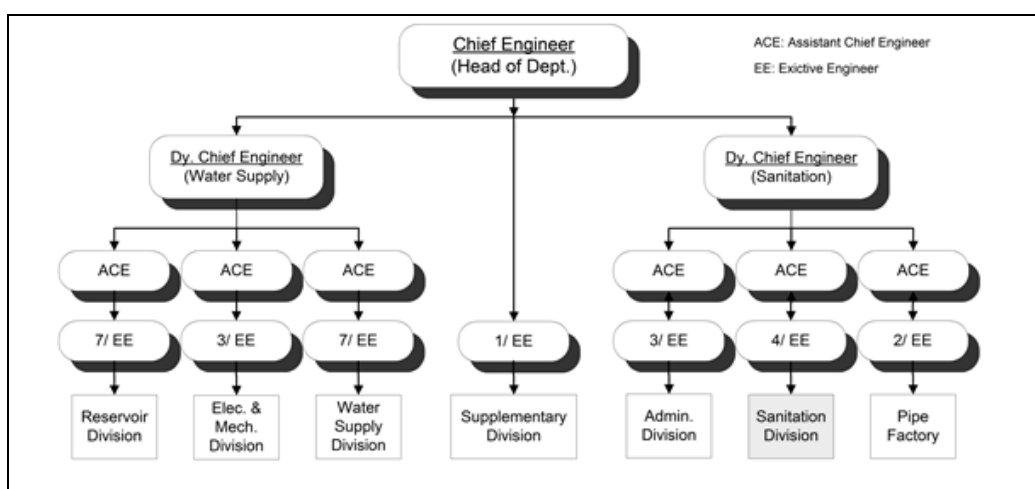 Chief Engineer
(Head of Dept.)
ACE: Assistant Chief Engineer
EE: Exictive Engineer
Dy. Chief Engineer
(Water Supply)
Dy. Chief Engineer
(Sanitation)
ACE
ACE
ACE
ACE
ACE
ACE
7/ EE
3/ EE
7/ EE
1/ EE
3/ EE
4/ EE
2/ EE
Reservoir
Division
Elec. &
Mech.
Division
Water
Supply
Division
Supplementary
Division
Admin.
Division
Sanitation
Division
Pipe
Factory